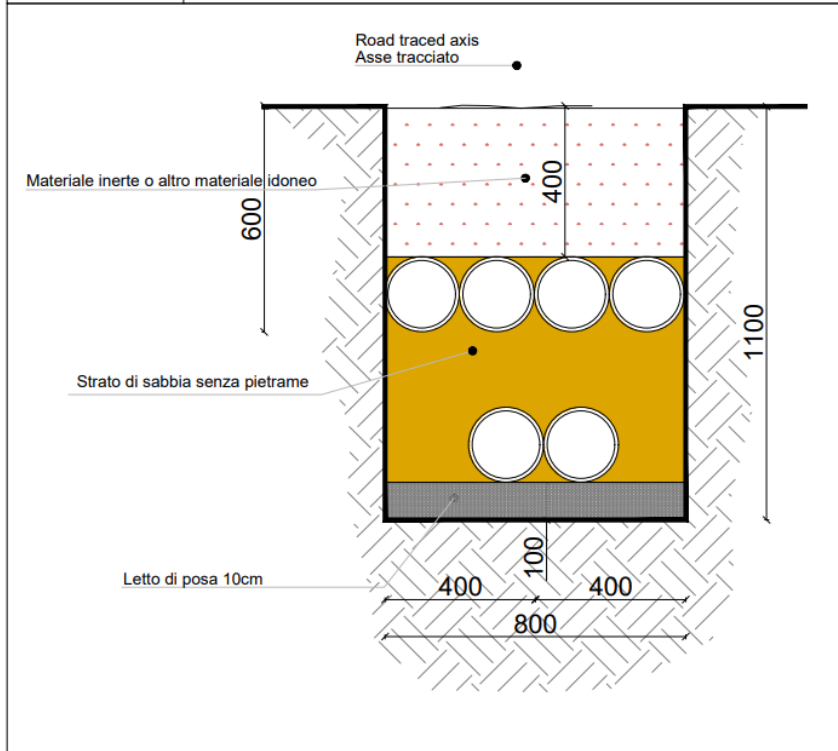 Road traced axis
Asse tracciato
Materiale inerte o altro materiale idoneo
400
600
1100
Strato di sabbia senza pietrame
100
Letto di posa 10cm
400
400
800